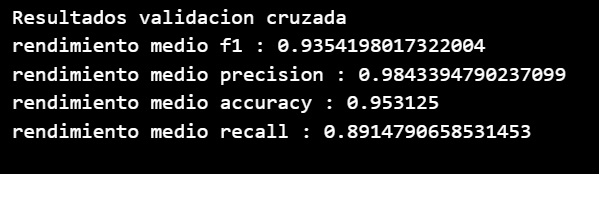 Resultados validacion cruzada
rendimiento medio f1 : 0.9354198017322004
rendimiento medio precision : 0.9843394790237099
rendimiento medio accuracy : 0.953125
rendimiento medio recall : 0.8914790658531453